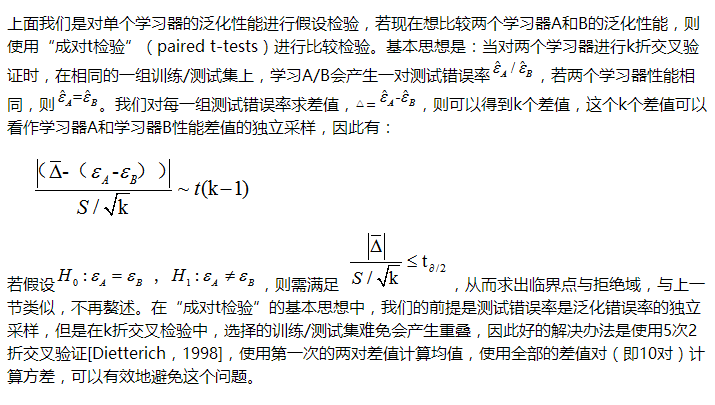 上面我们是对单个学习器的泛化性能进行假设检验，若现在想比较两个学习器A和B的泛化性能，则
使用“成对t检验”（paired t-tests）进行比较检验。基本思想是：当对两个学习器进行k折交叉验
证时，在相同的一组训练/测试集上，学习A/B会产生一对测试错误率 ε̂_A / ε̂_B ，若两个学习器性能相
同，则 ε̂_A=ε̂_B。我们对每一组测试错误率求差值，△= ε̂_A-ε̂_B ，则可以得到k个差值，这个k个差值可以
看作学习器A和学习器B性能差值的独立采样，因此有：
|（Δ̄-（ε_A-ε_B））| / (S/√k) ~ t(k−1)
若假设 H_0 : ε_A = ε_B ，H_1 : ε_A ≠ ε_B ，则需满足 |Δ̄| / (S/√k) ≤ t_{∂/2} ，从而求出临界点与拒绝域，与上一
节类似，不再赘述。在“成对t检验”的基本思想中，我们的前提是测试错误率是泛化错误率的独立
采样，但是在k折交叉检验中，选择的训练/测试集难免会产生重叠，因此好的解决办法是使用5次2
折交叉验证[Dietterich，1998]，使用第一次的两对差值计算均值，使用全部的差值对（即10对）计
算方差，可以有效地避免这个问题。